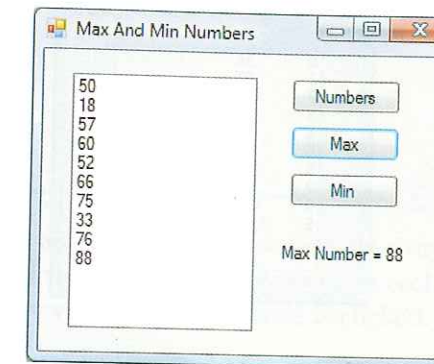 Max And Min Numbers
50
18
57
60
52
66
75
33
76
88
Numbers
Max
Min
Max Number = 88